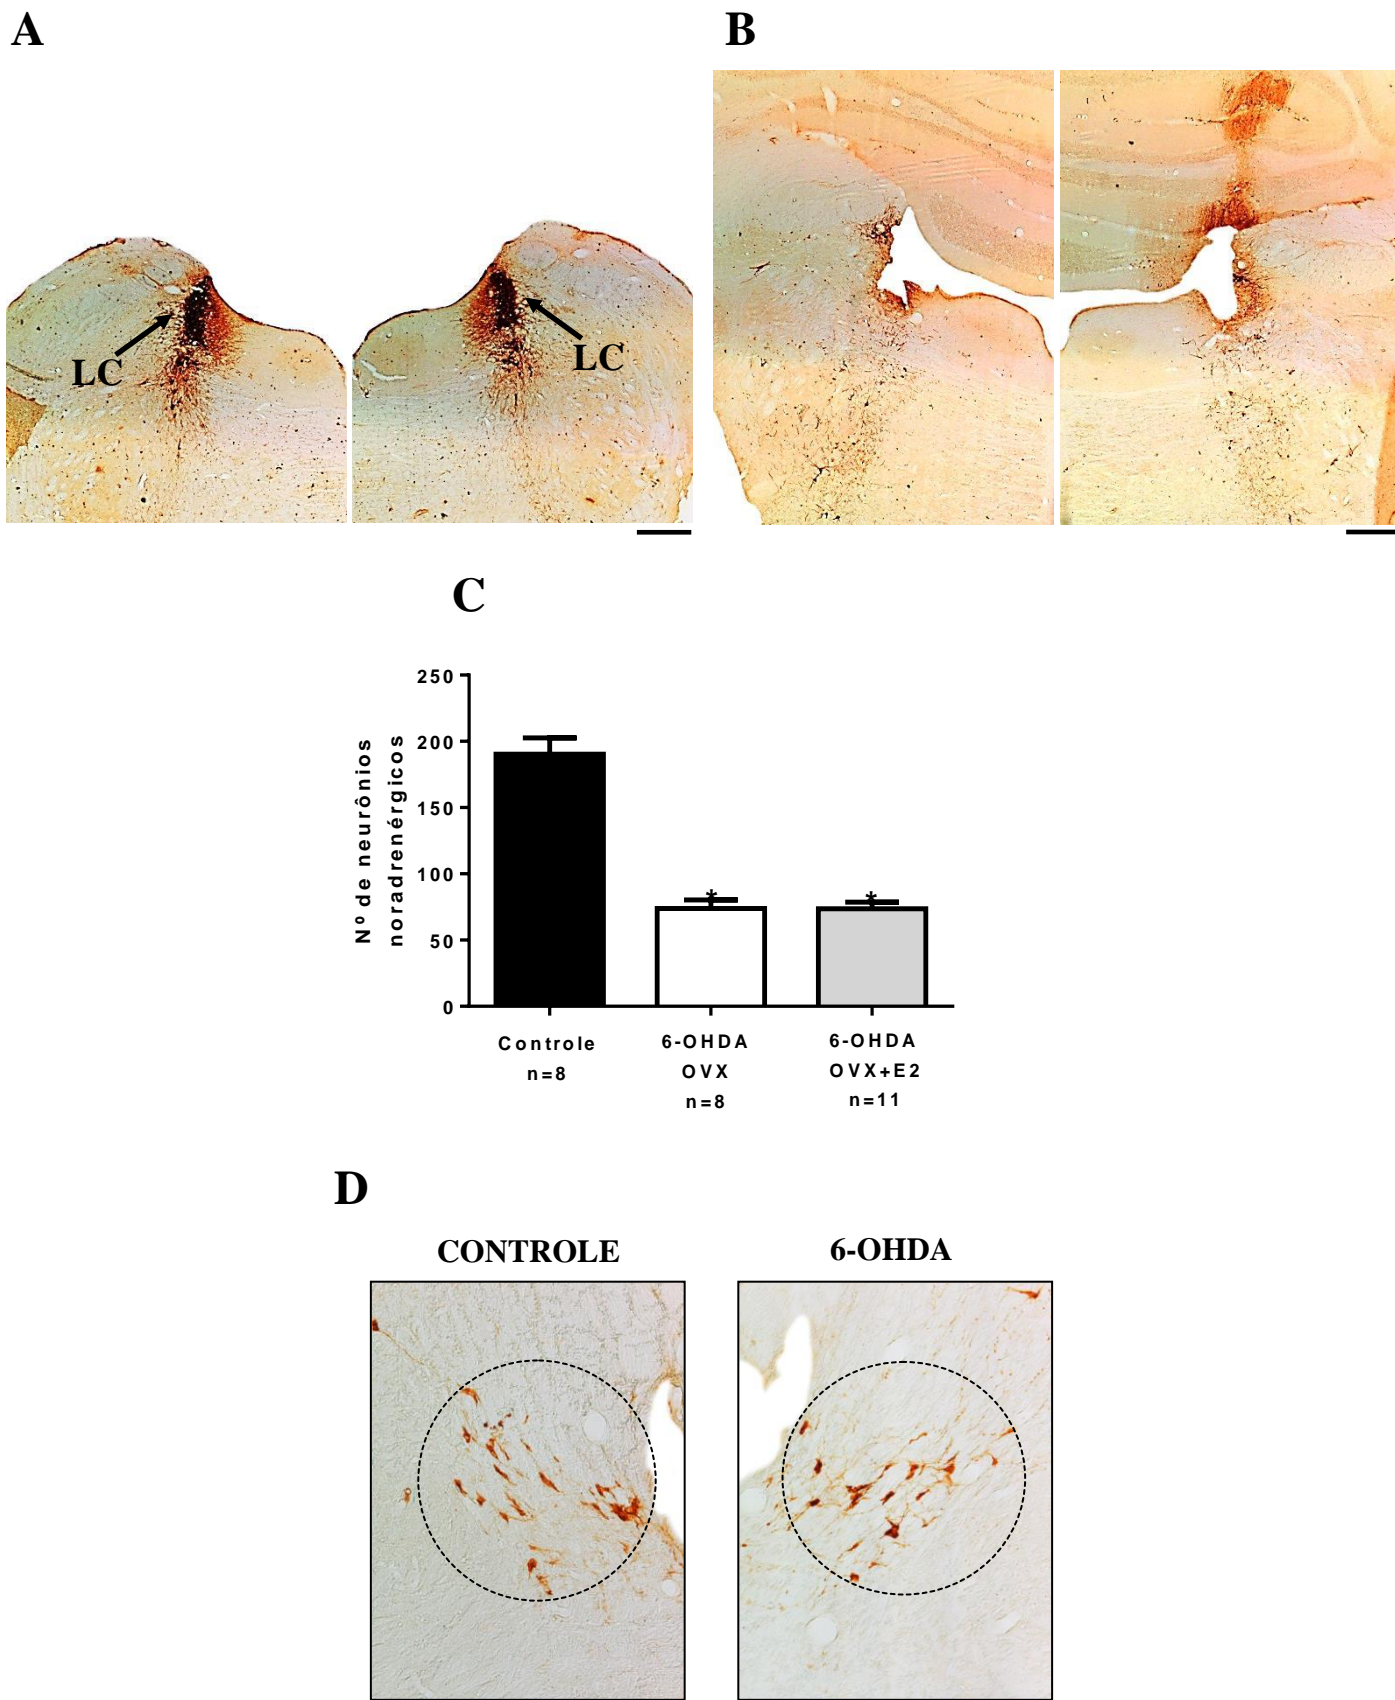 A
B
LC
LC
C
250
200
150
100
50
0
Nº de neurônios
noradrenérgicos
*
*
Controle
n=8
6-OHDA
OVX
n=8
6-OHDA
OVX+E2
n=11
D
CONTROLE
6-OHDA